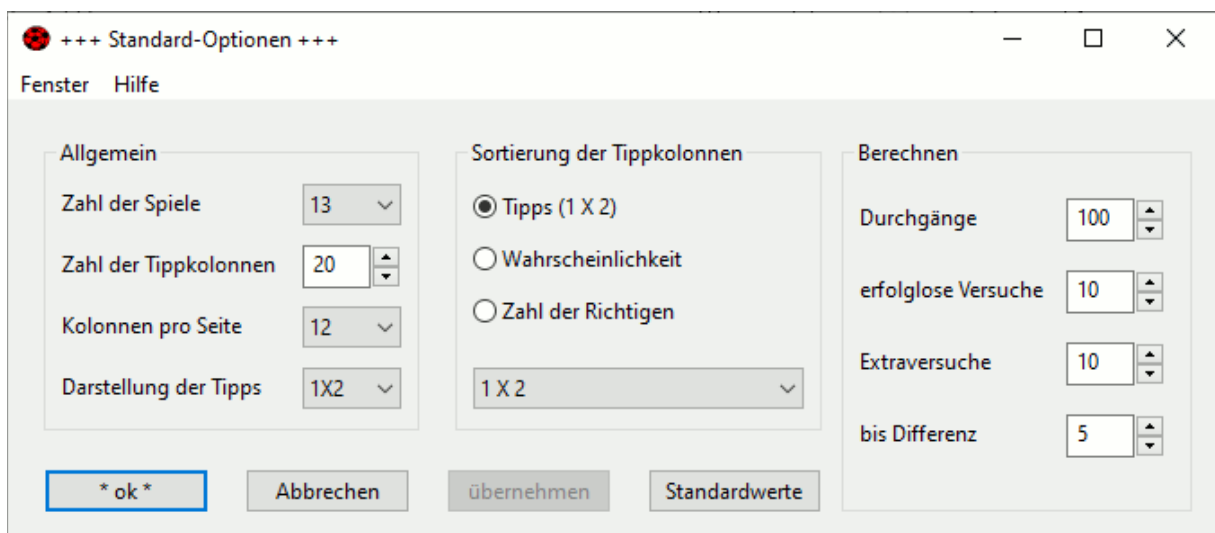 +++ Standard-Optionen +++
Fenster Hilfe
Allgemein
Zahl der Spiele 13
Zahl der Tippkolonnen 20
Kolonnen pro Seite 12
Darstellung der Tipps 1X2
Sortierung der Tippkolonnen
Tipps (1 X 2)
Wahrscheinlichkeit
Zahl der Richtigen
1 X 2
Berechnen
Durchgänge 100
erfolglose Versuche 10
Extraversuche 10
bis Differenz 5
* ok * Abbrechen übernehmen Standardwerte